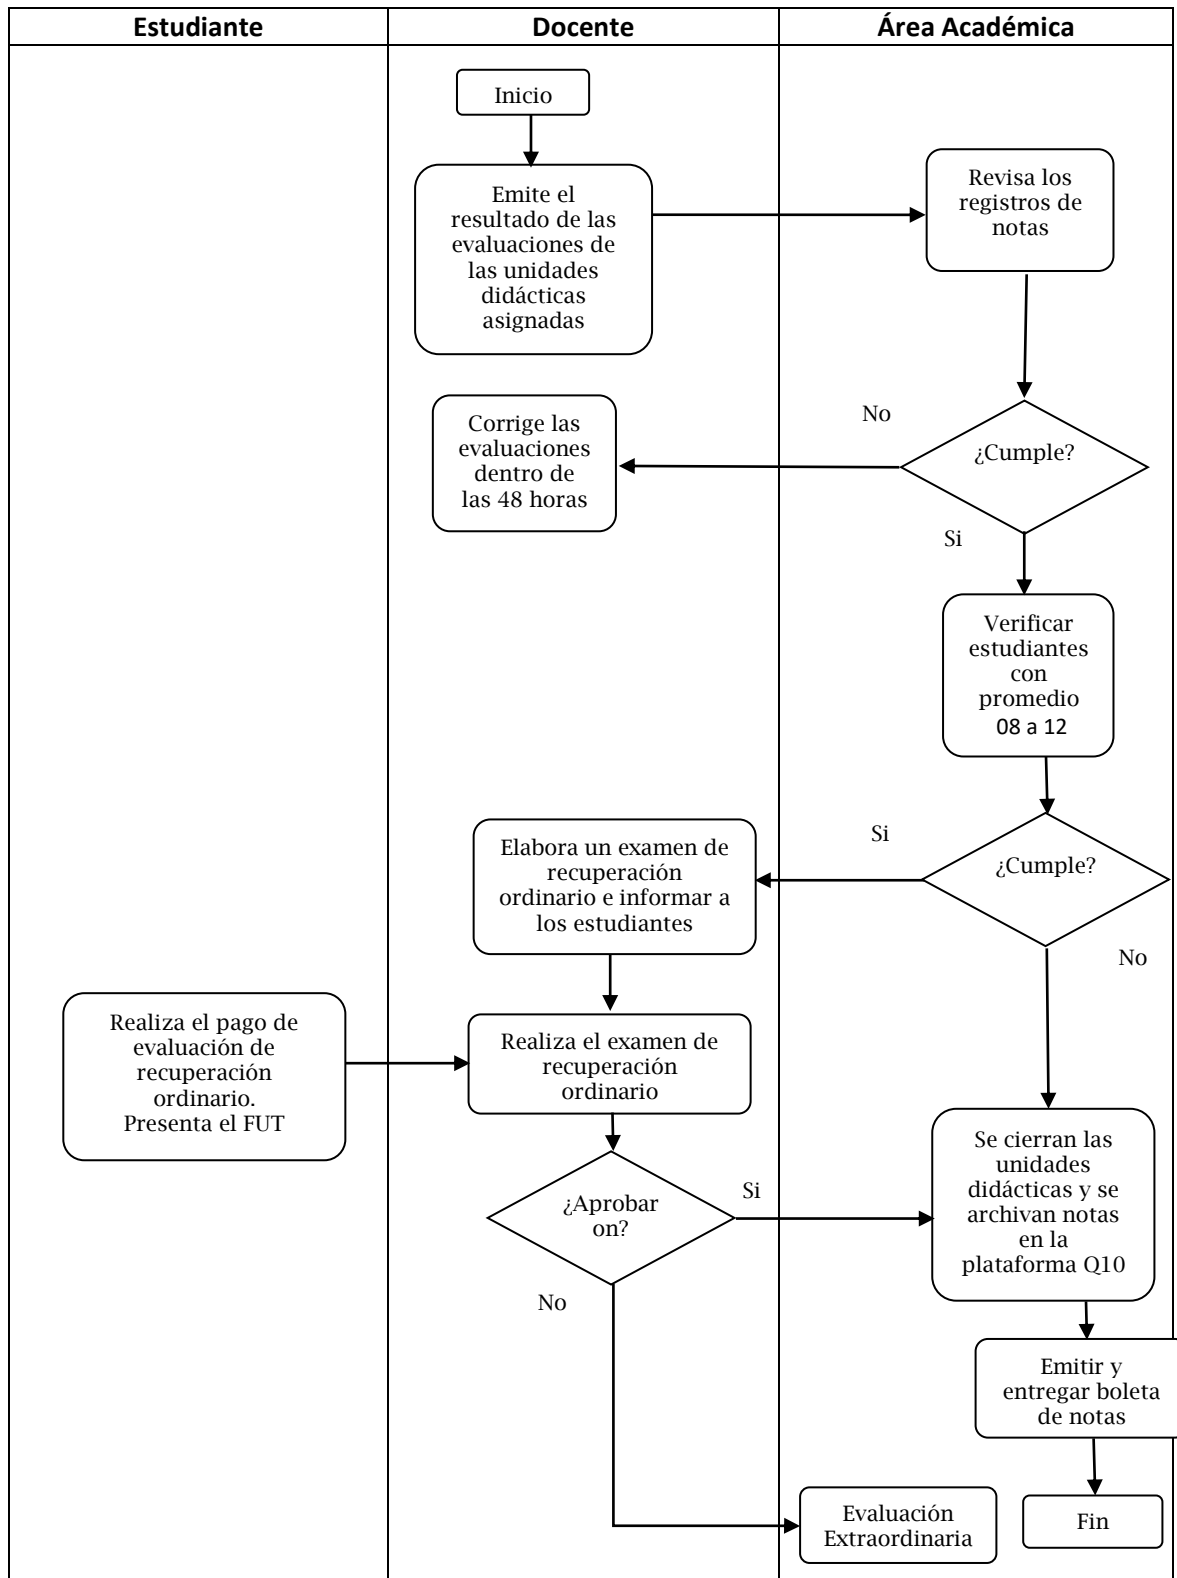 Estudiante
Docente
Área Académica
Inicio
Emite el
resultado de las
evaluaciones de
las unidades
didácticas
asignadas
Revisa los
registros de
notas
No
¿Cumple?
Corrige las
evaluaciones
dentro de
las 48 horas
Si
Verificar
estudiantes
con
promedio
08 a 12
Si
¿Cumple?
Elabora un examen de
recuperación
ordinario e informar a
los estudiantes
No
Realiza el pago de
evaluación de
recuperación
ordinario.
Presenta el FUT
Realiza el examen de
recuperación
ordinario
Se cierran las
unidades
didácticas y se
archivan notas
en la
plataforma Q10
¿Aprobar
on?
Si
No
Emitir y
entregar boleta
de notas
Evaluación
Extraordinaria
Fin